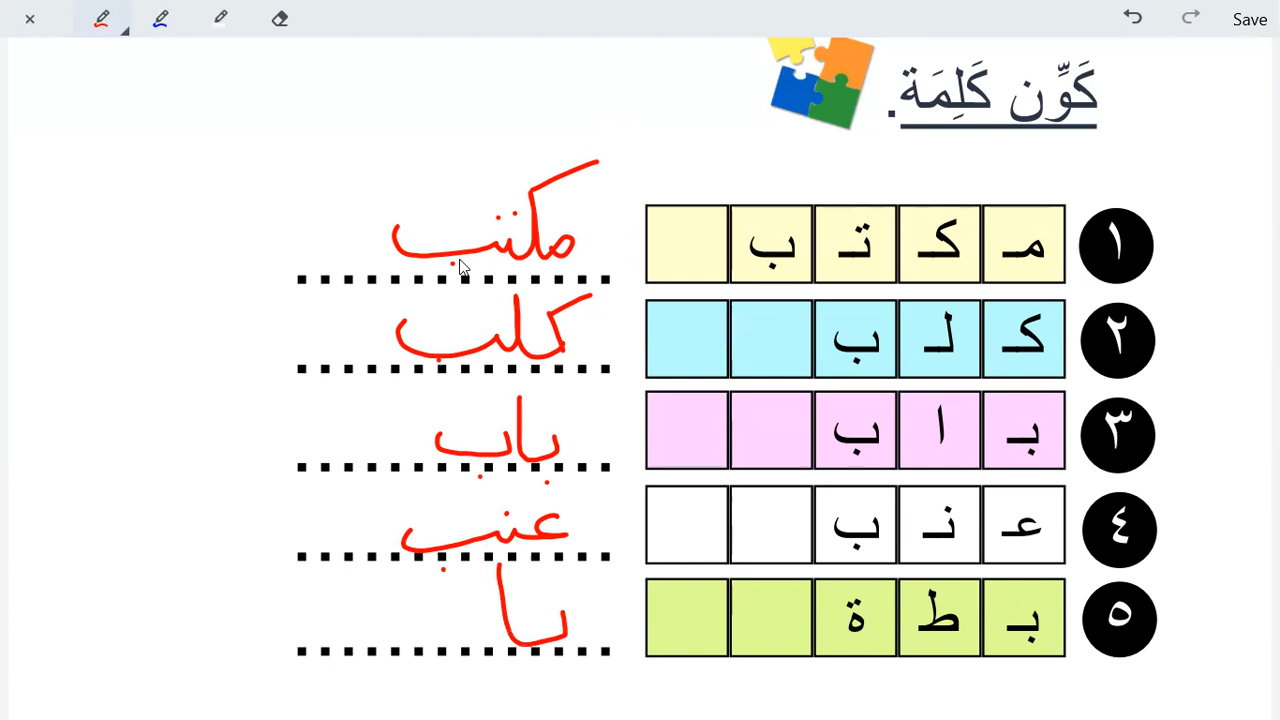 Save
كَوِّن كَلِمَة.
١ مـ كـ تـ ب مكتب
٢ كـ لـ ب كلب
٣ بـ ا ب باب
٤ عـ نـ ب عنب
٥ بـ ط ة